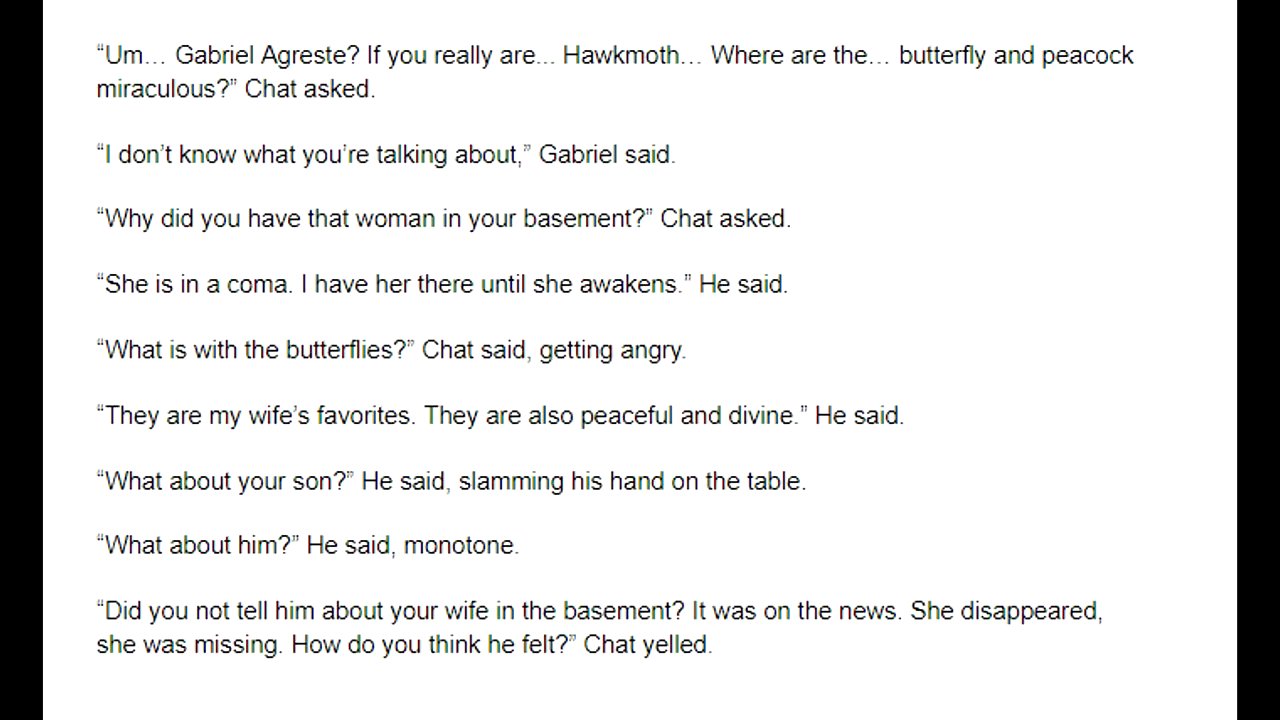 “Um… Gabriel Agreste? If you really are... Hawkmoth… Where are the… butterfly and peacock
miraculous?” Chat asked.
“I don’t know what you’re talking about,” Gabriel said.
“Why did you have that woman in your basement?” Chat asked.
“She is in a coma. I have her there until she awakens.” He said.
“What is with the butterflies?” Chat said, getting angry.
“They are my wife’s favorites. They are also peaceful and divine.” He said.
“What about your son?” He said, slamming his hand on the table.
“What about him?” He said, monotone.
“Did you not tell him about your wife in the basement? It was on the news. She disappeared,
she was missing. How do you think he felt?” Chat yelled.